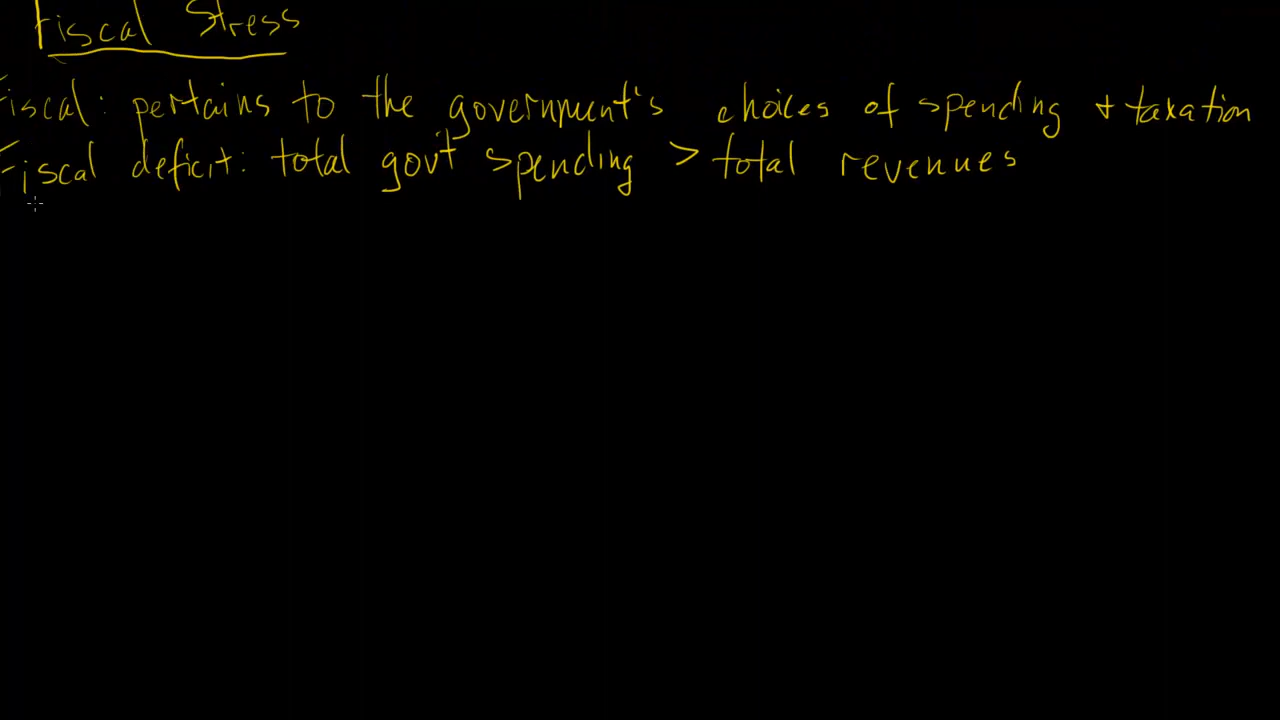 Fiscal Stress
Fiscal: pertains to the government's choices of spending + taxation
Fiscal deficit: total gov't spending > total revenues